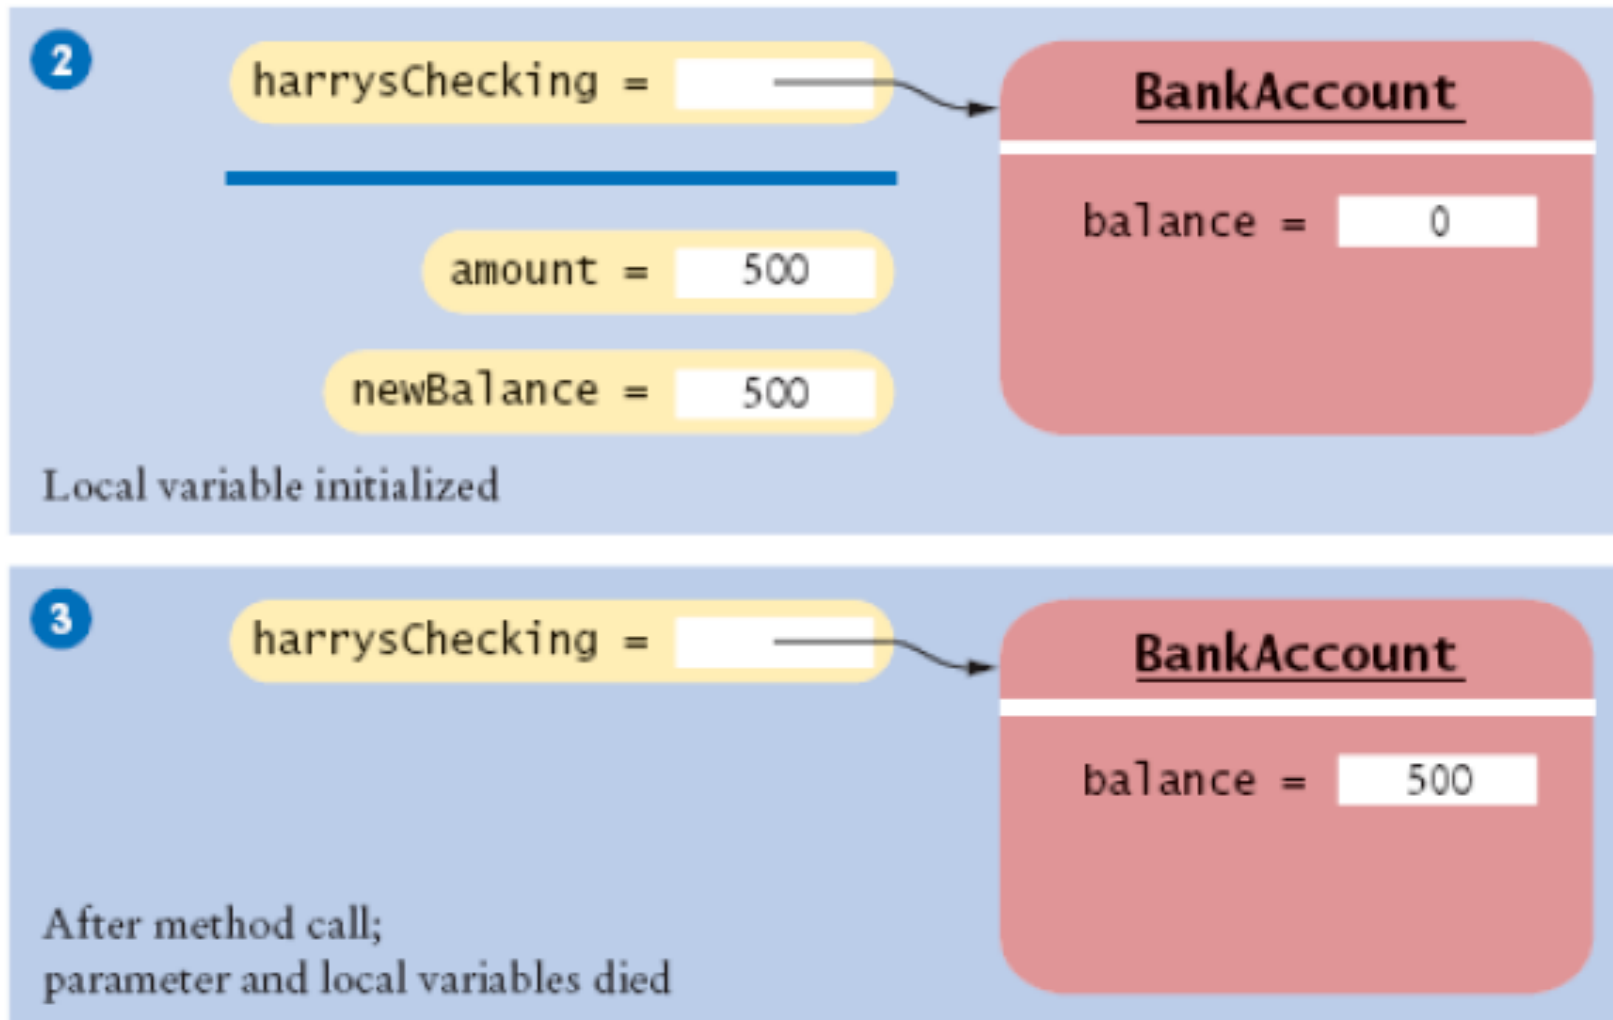 2
harrysChecking =
BankAccount
balance = 0
amount = 500
newBalance = 500
Local variable initialized
3
harrysChecking =
BankAccount
balance = 500
After method call;
parameter and local variables died